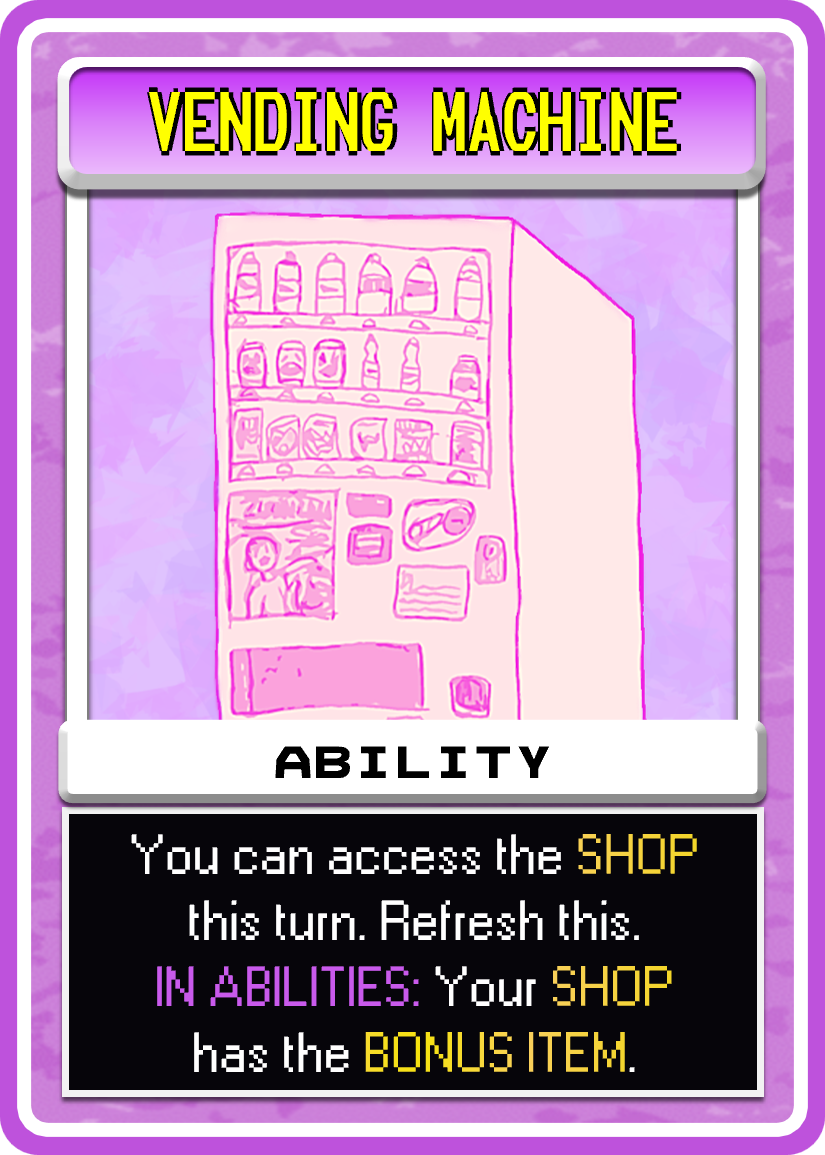 VENDING MACHINE
ABILITY
You can access the SHOP
this turn. Refresh this.
IN ABILITIES: Your SHOP
has the BONUS ITEM.